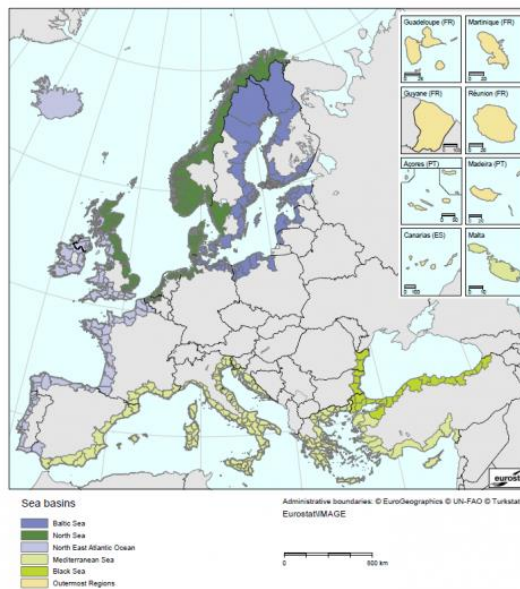 Guadeloupe (FR)
Martinique (FR)
Guyane (FR)
Réunion (FR)
Açores (PT)
Madeira (PT)
Canarias (ES)
Malta
eurostat
Sea basins
Baltic Sea
North Sea
North East Atlantic Ocean
Mediterranean Sea
Black Sea
Outermost Regions
Administrative boundaries: © EuroGeographics © UN-FAO © Turkstat
Eurostat/IMAGE
0 600 km